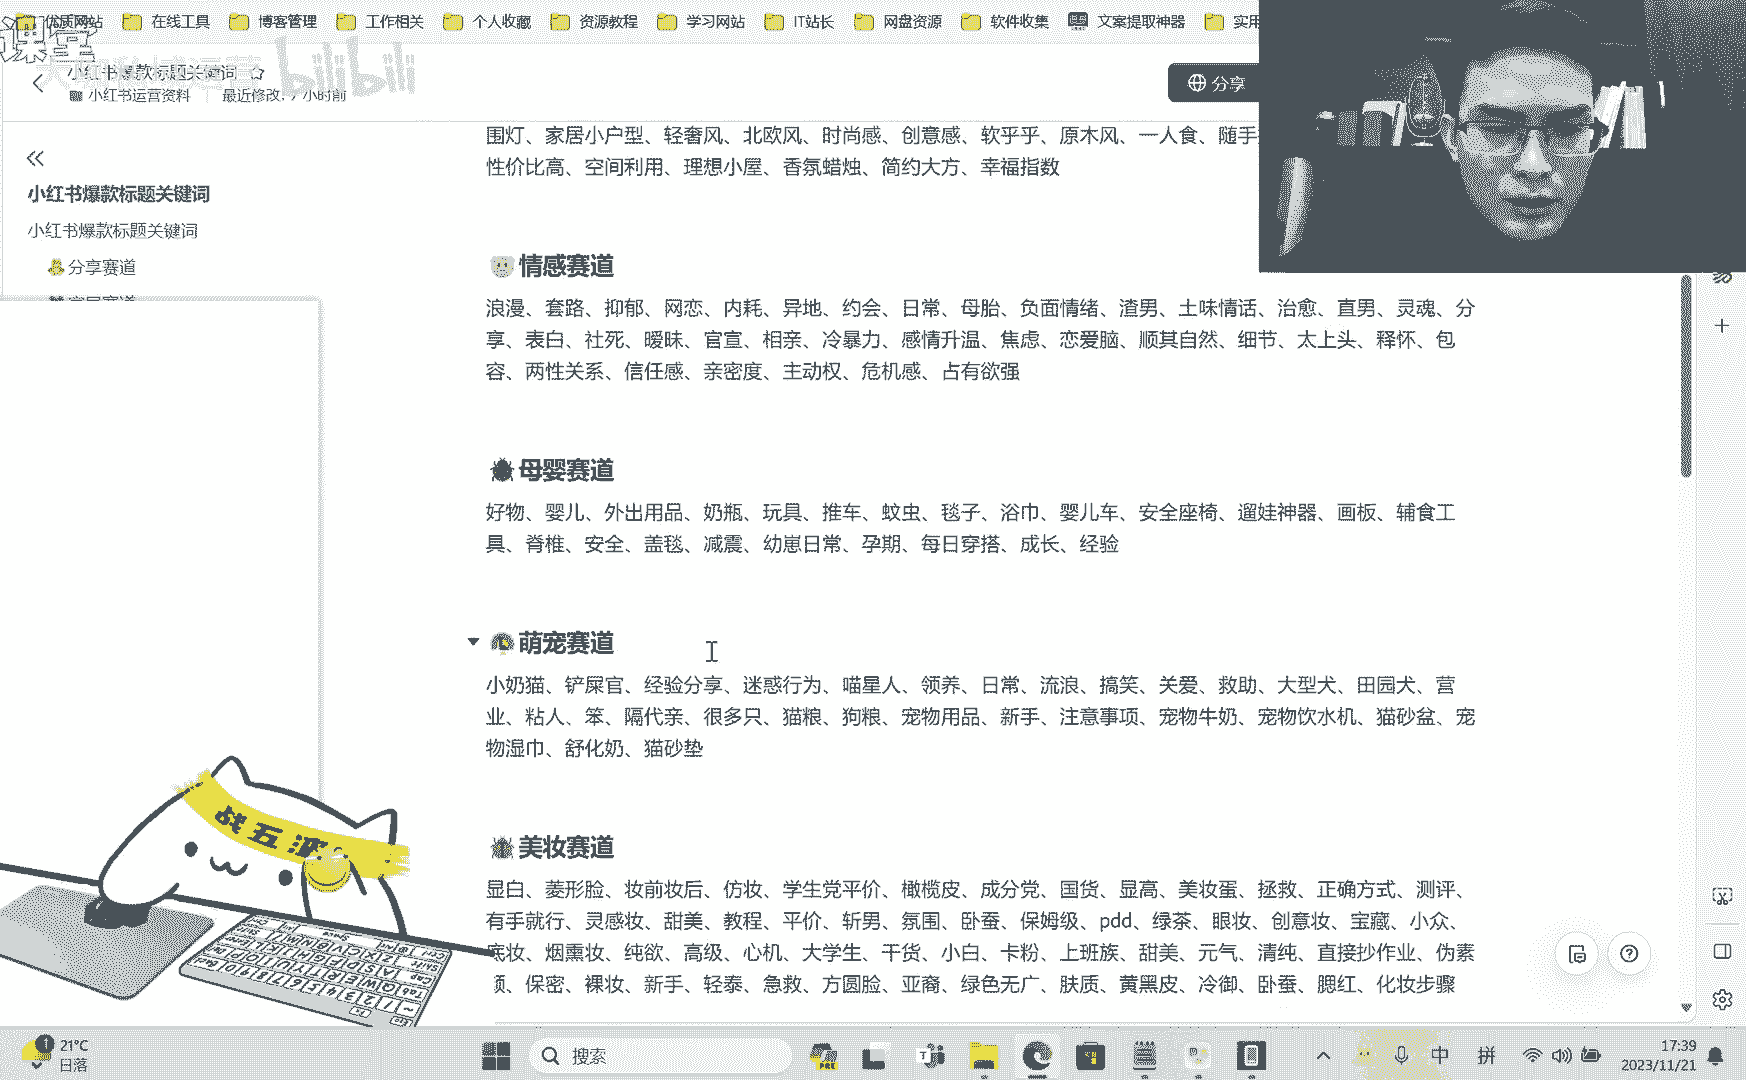 优质网站 在线工具 博客管理 工作相关 个人收藏 资源教程 学习网站 IT站长 网盘资源 软件收集 文案提取神器 实用
课堂
bilibili
小红书爆款标题关键词
小红书运营资料 最近修改: 7 小时前
分享
小红书爆款标题关键词
小红书爆款标题关键词
分享赛道
围灯、家居小户型、轻奢风、北欧风、时尚感、创意感、软乎乎、原木风、一人食、随手
性价比高、空间利用、理想小屋、香氛蜡烛、简约大方、幸福指数
情感赛道
浪漫、套路、抑郁、网恋、内耗、异地、约会、日常、母胎、负面情绪、渣男、土味情话、治愈、直男、灵魂、分
享、表白、社死、暧昧、官宣、相亲、冷暴力、感情升温、焦虑、恋爱脑、顺其自然、细节、太上头、释怀、包
容、两性关系、信任感、亲密度、主动权、危机感、占有欲强
母婴赛道
好物、婴儿、外出用品、奶瓶、玩具、推车、蚊虫、毯子、浴巾、婴儿车、安全座椅、遛娃神器、画板、辅食工
具、脊椎、安全、盖毯、减震、幼崽日常、孕期、每日穿搭、成长、经验
萌宠赛道
小奶猫、铲屎官、经验分享、迷惑行为、喵星人、领养、日常、流浪、搞笑、关爱、救助、大型犬、田园犬、营
业、粘人、笨、隔代亲、很多只、猫粮、狗粮、宠物用品、新手、注意事项、宠物牛奶、宠物饮水机、猫砂盆、宠
物湿巾、舒化奶、猫砂垫
美妆赛道
显白、菱形脸、妆前妆后、仿妆、学生党平价、橄榄皮、成分党、国货、显高、美妆蛋、拯救、正确方式、测评、
有手就行、灵感妆、甜美、教程、平价、斩男、氛围、卧蚕、保姆级、pdd、绿茶、眼妆、创意妆、宝藏、小众、
底妆、烟熏妆、纯欲、高级、心机、大学生、干货、小白、卡粉、上班族、甜美、元气、清纯、直接抄作业、伪素
颜、保密、裸妆、新手、轻泰、急救、方圆脸、亚裔、绿色无广、肤质、黄黑皮、冷御、卧蚕、腮红、化妆步骤
战五渣
21°C
日落
搜索
中 拼
17:39
2023/11/21